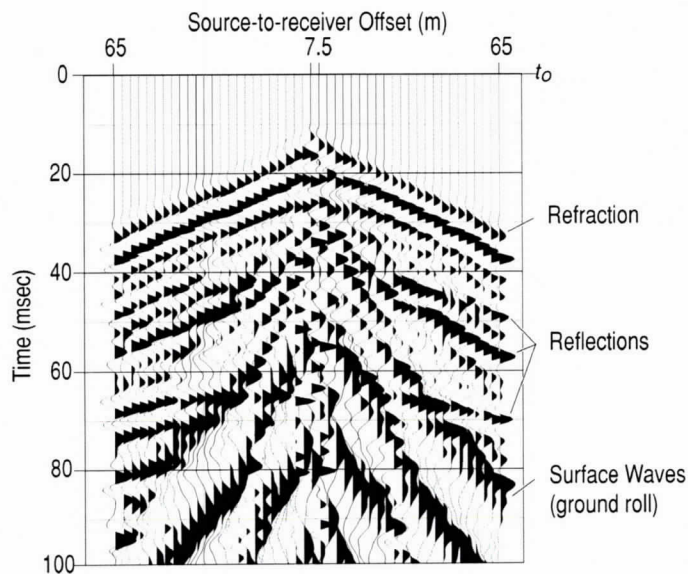 Source-to-receiver Offset (m)
65 7.5 65
0 to
20
Refraction
40
Time (msec)
Reflections
60
80
Surface Waves
(ground roll)
100